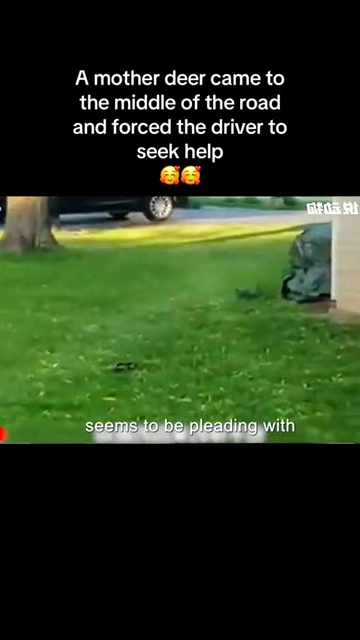 A mother deer came to
the middle of the road
and forced the driver to
seek help
🥰🥰
seems to be pleading with